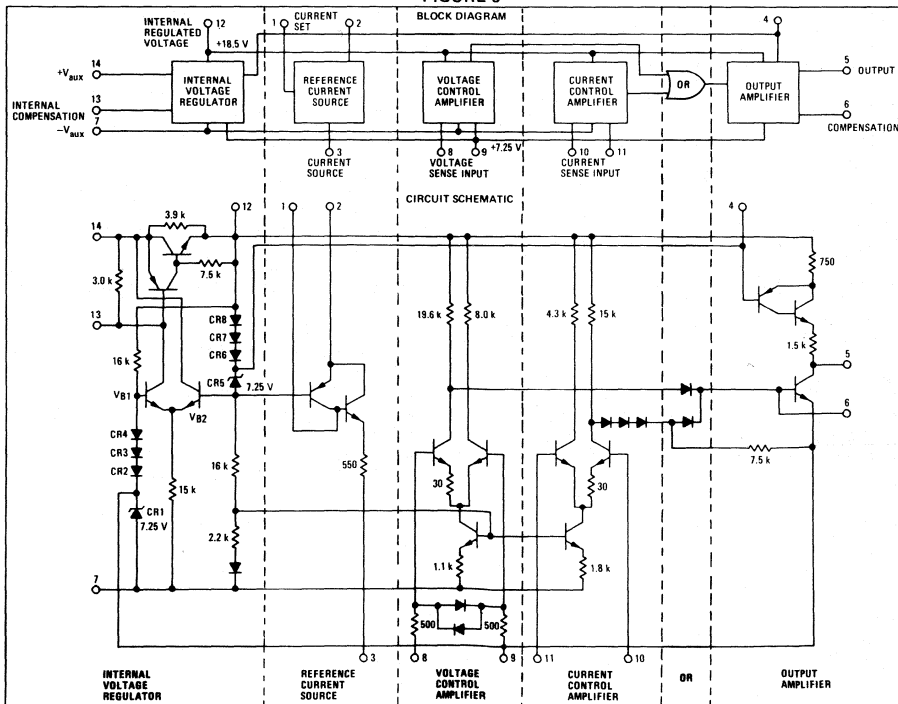 BLOCK DIAGRAM
INTERNAL
REGULATED
VOLTAGE
12
+18.5 V
1
CURRENT
SET
2
4
14
+Vaux
INTERNAL
VOLTAGE
REGULATOR
REFERENCE
CURRENT
SOURCE
VOLTAGE
CONTROL
AMPLIFIER
CURRENT
CONTROL
AMPLIFIER
OR
OUTPUT
AMPLIFIER
5
OUTPUT
13
INTERNAL
COMPENSATION
7
−Vaux
6
COMPENSATION
3
CURRENT
SOURCE
8
9
+7.25 V
VOLTAGE
SENSE INPUT
10
11
CURRENT
SENSE INPUT
CIRCUIT SCHEMATIC
14
3.9 k
12
1
2
4
3.0 k
7.5 k
750
13
CR8
CR7
CR6
CR5
7.25 V
19.6 k
8.0 k
4.3 k
15 k
1.5 k
16 k
5
VB1
VB2
6
CR4
CR3
CR2
CR1
7.25 V
15 k
16 k
2.2 k
550
30
30
7.5 k
1.1 k
1.8 k
7
500
500
3
8
9
11
10
INTERNAL
VOLTAGE
REGULATOR
REFERENCE
CURRENT
SOURCE
VOLTAGE
CONTROL
AMPLIFIER
CURRENT
CONTROL
AMPLIFIER
OR
OUTPUT
AMPLIFIER